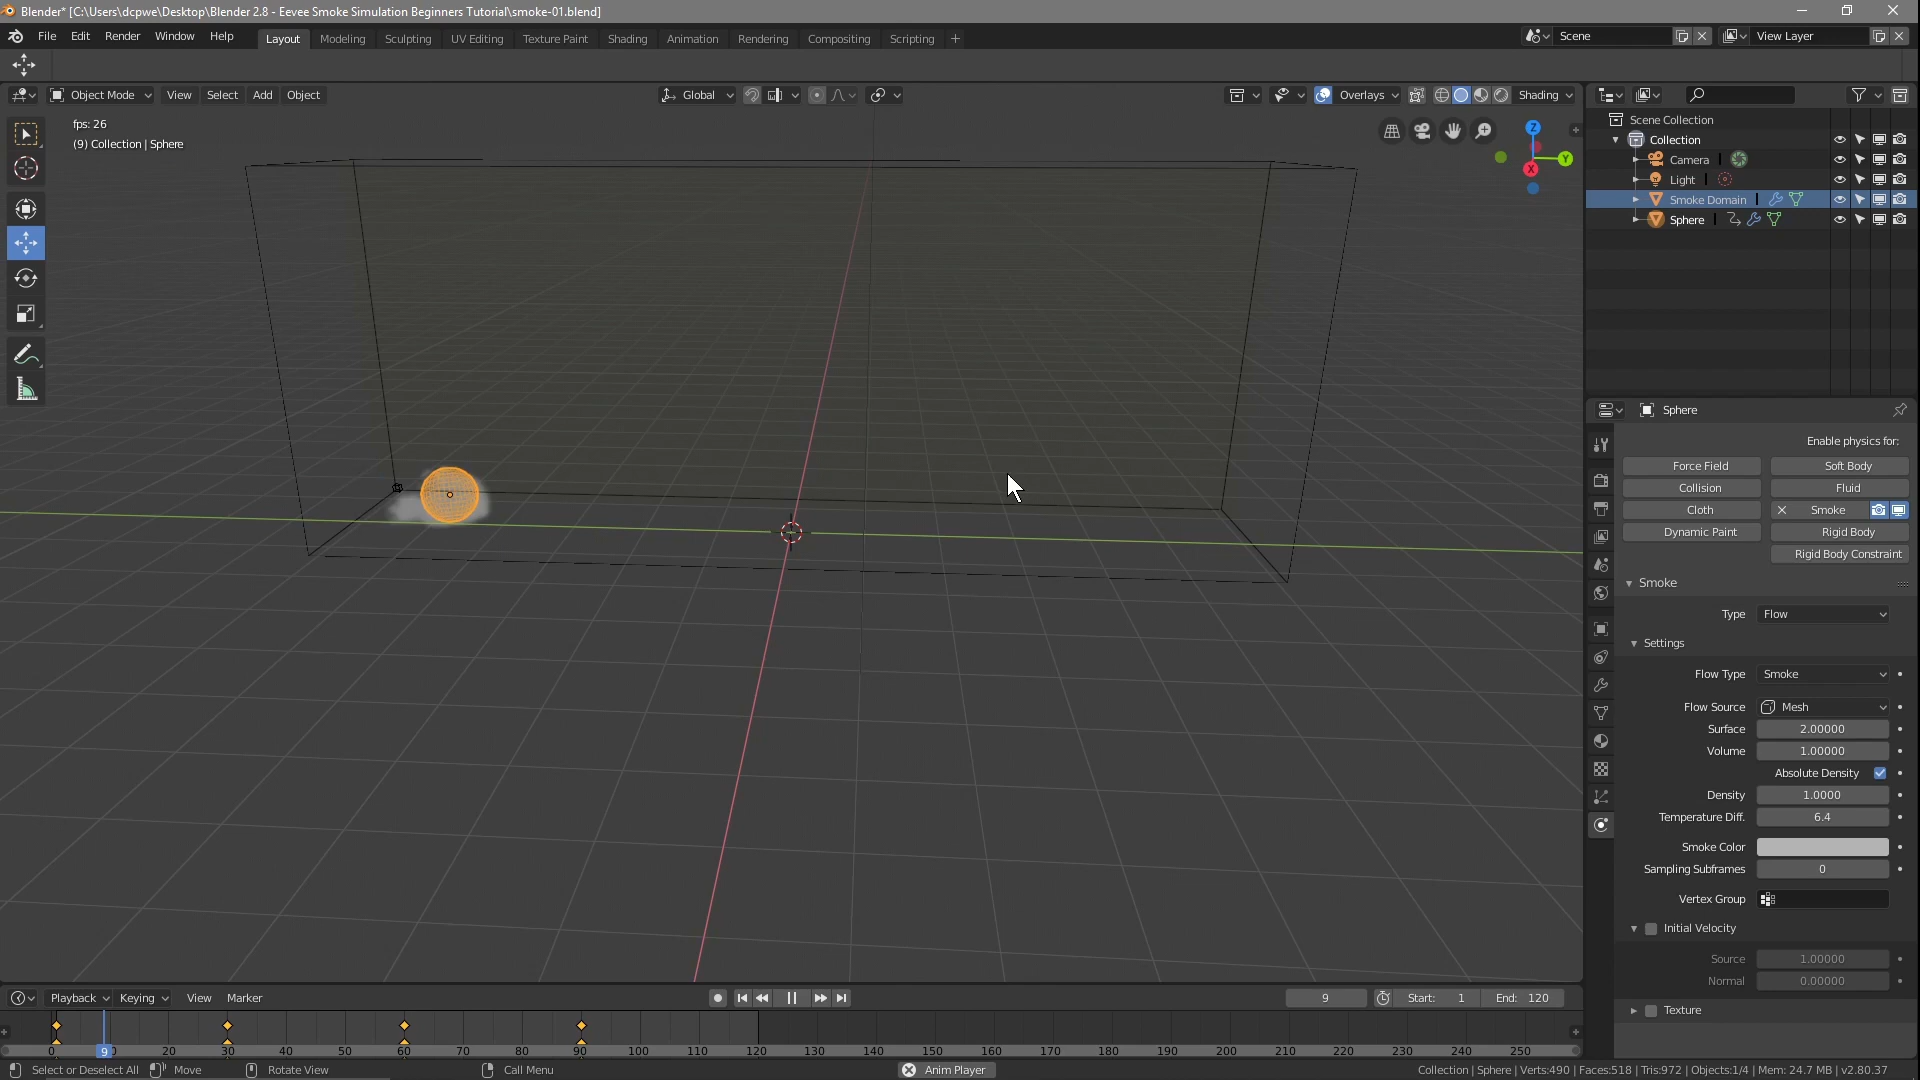 Blender* [C:\Users\dcpwe\Desktop\Blender 2.8 - Eevee Smoke Simulation Beginners Tutorial\smoke-01.blend]
File Edit Render Window Help Layout Modeling Sculpting UV Editing Texture Paint Shading Animation Rendering Compositing Scripting + Scene View Layer
Object Mode View Select Add Object Global Overlays Shading
fps: 26
(9) Collection | Sphere
Z
Y
X
Scene Collection
Collection
Camera
Light
Smoke Domain
Sphere
Sphere
Enable physics for:
Force Field Soft Body
Collision Fluid
Cloth Smoke
Dynamic Paint Rigid Body
Rigid Body Constraint
Smoke
Type Flow
Settings
Flow Type Smoke
Flow Source Mesh
Surface 2.00000
Volume 1.00000
Absolute Density
Density 1.0000
Temperature Diff. 6.4
Smoke Color
Sampling Subframes 0
Vertex Group
Initial Velocity
Source 1.00000
Normal 0.00000
Texture
Playback Keying View Marker 9 Start: 1 End: 120
0 9 20 30 40 50 60 70 80 90 100 110 120 130 140 150 160 170 180 190 200 210 220 230 240 250
Select or Deselect All Move Rotate View Call Menu Anim Player Collection | Sphere | Verts:490 | Faces:518 | Tris:972 | Objects:1/4 | Mem: 24.7 MB | v2.80.37